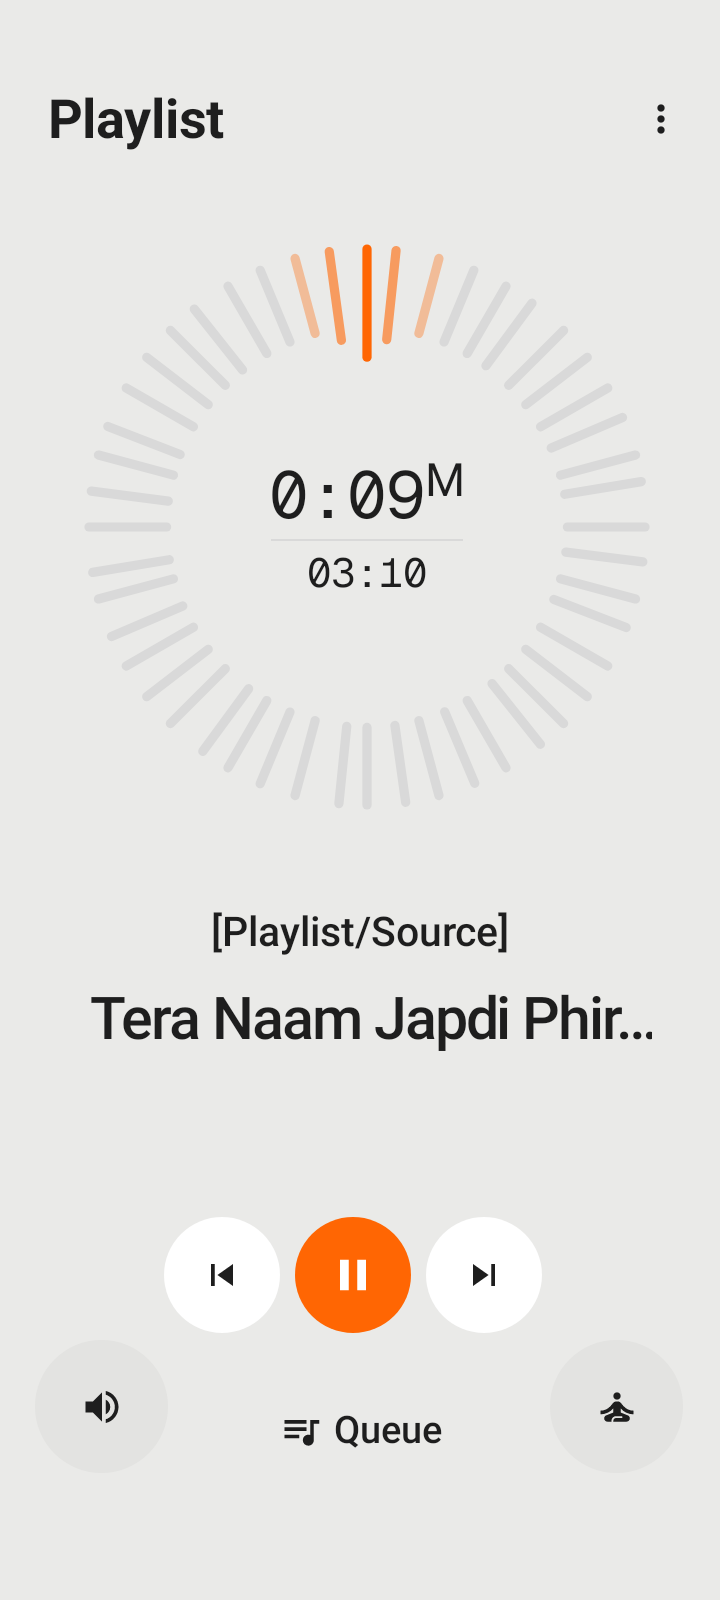 Playlist
0:09M
03:10
[Playlist/Source]
Tera Naam Japdi Phir...
Queue